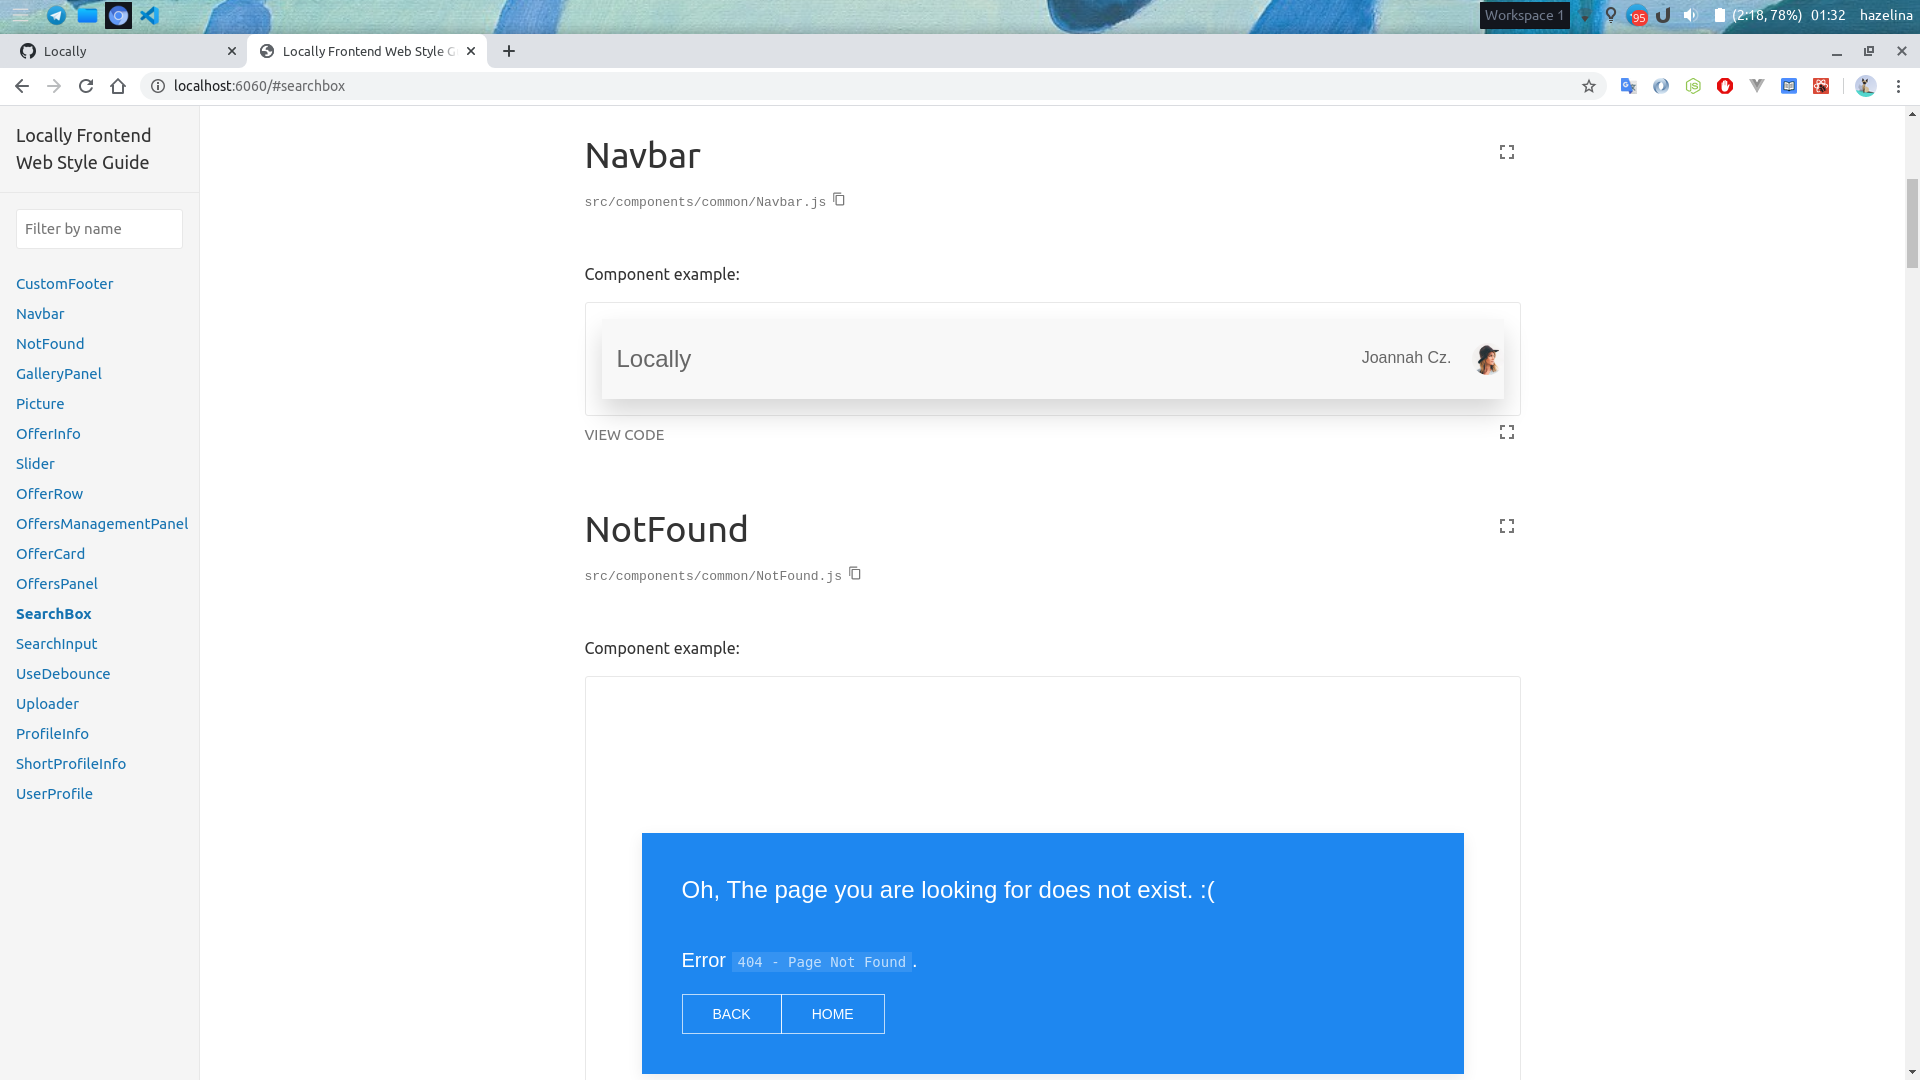 Workspace 1
95
(2:18, 78%)
01:32
hazelina
Locally
Locally Frontend Web Style G
localhost:6060/#searchbox
Locally Frontend
Web Style Guide
Filter by name
CustomFooter
Navbar
NotFound
GalleryPanel
Picture
OfferInfo
Slider
OfferRow
OffersManagementPanel
OfferCard
OffersPanel
SearchBox
SearchInput
UseDebounce
Uploader
ProfileInfo
ShortProfileInfo
UserProfile
Navbar
src/components/common/Navbar.js
Component example:
Locally
Joannah Cz.
VIEW CODE
NotFound
src/components/common/NotFound.js
Component example:
Oh, The page you are looking for does not exist. :(
Error 404 - Page Not Found.
BACK
HOME